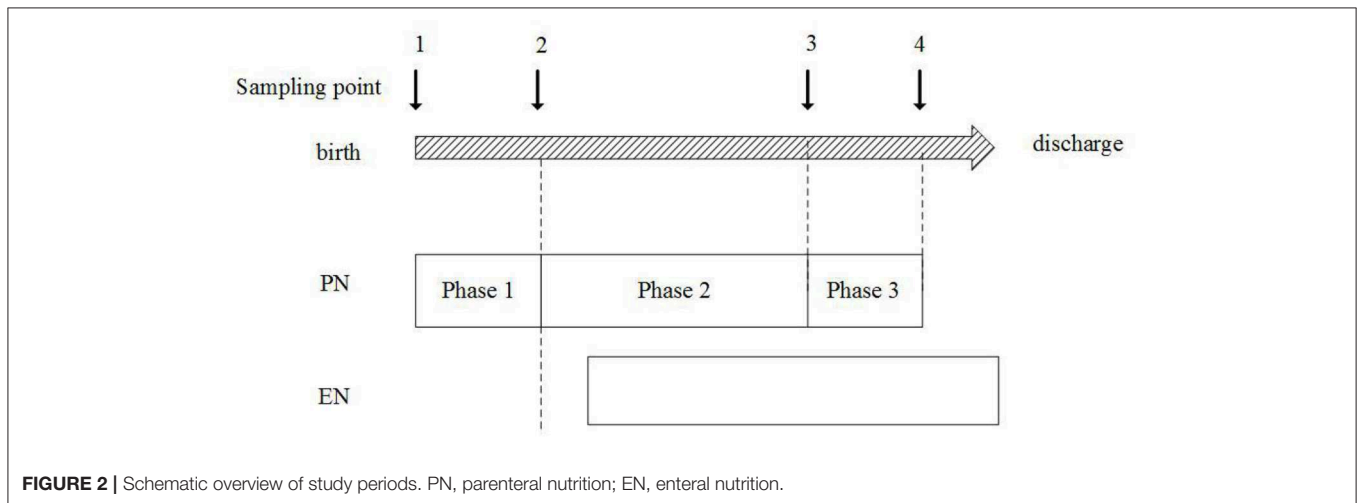 1 2 3 4
Sampling point
birth discharge
PN Phase 1 Phase 2 Phase 3
EN
FIGURE 2 | Schematic overview of study periods. PN, parenteral nutrition; EN, enteral nutrition.